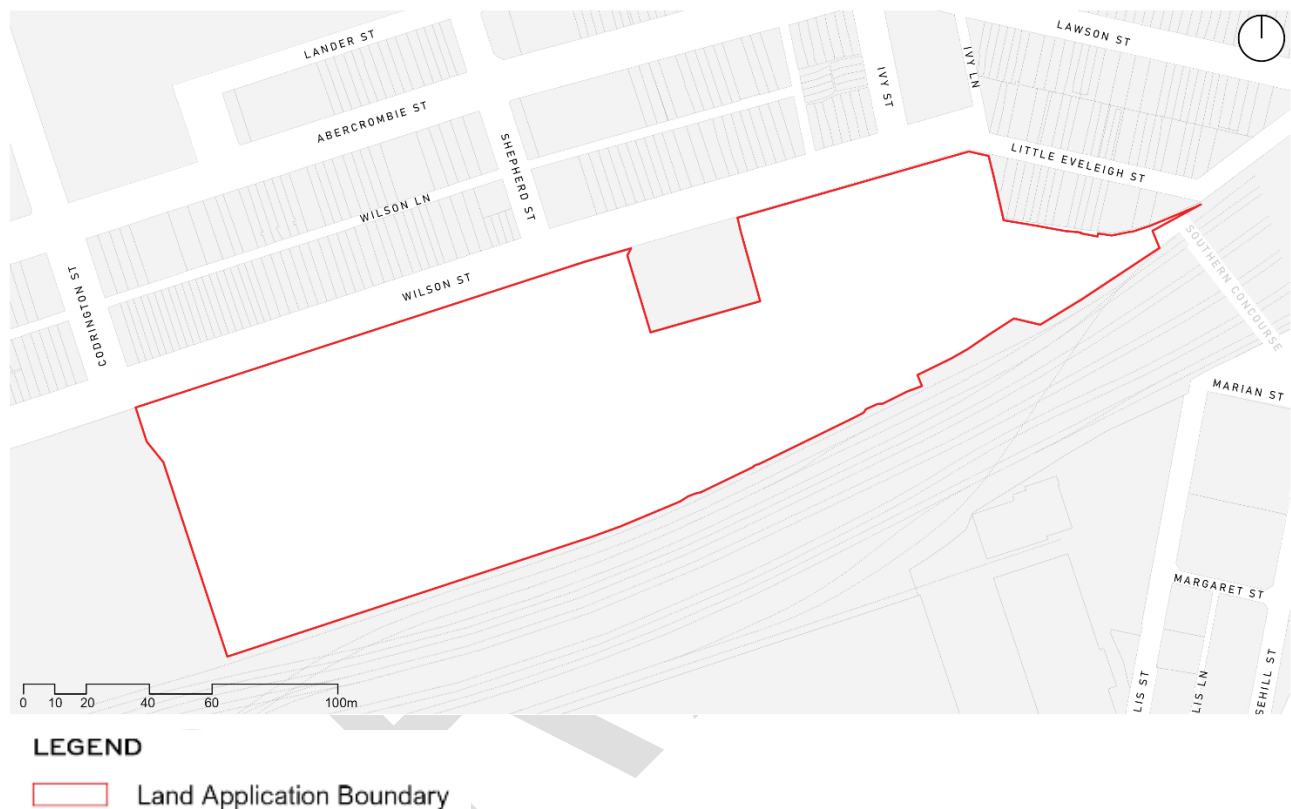 LANDER ST
LAWSON ST
IVY LN
IVY ST
ABERCROMBIE ST
SHEPHERD ST
LITTLE EVELEIGH ST
WILSON LN
SOUTHERN CONCOURSE
CODRINGTON ST
WILSON ST
MARIAN ST
MARGARET ST
LIS ST
LIS LN
SEHILL ST
0 10 20 40 60 100m
LEGEND
Land Application Boundary